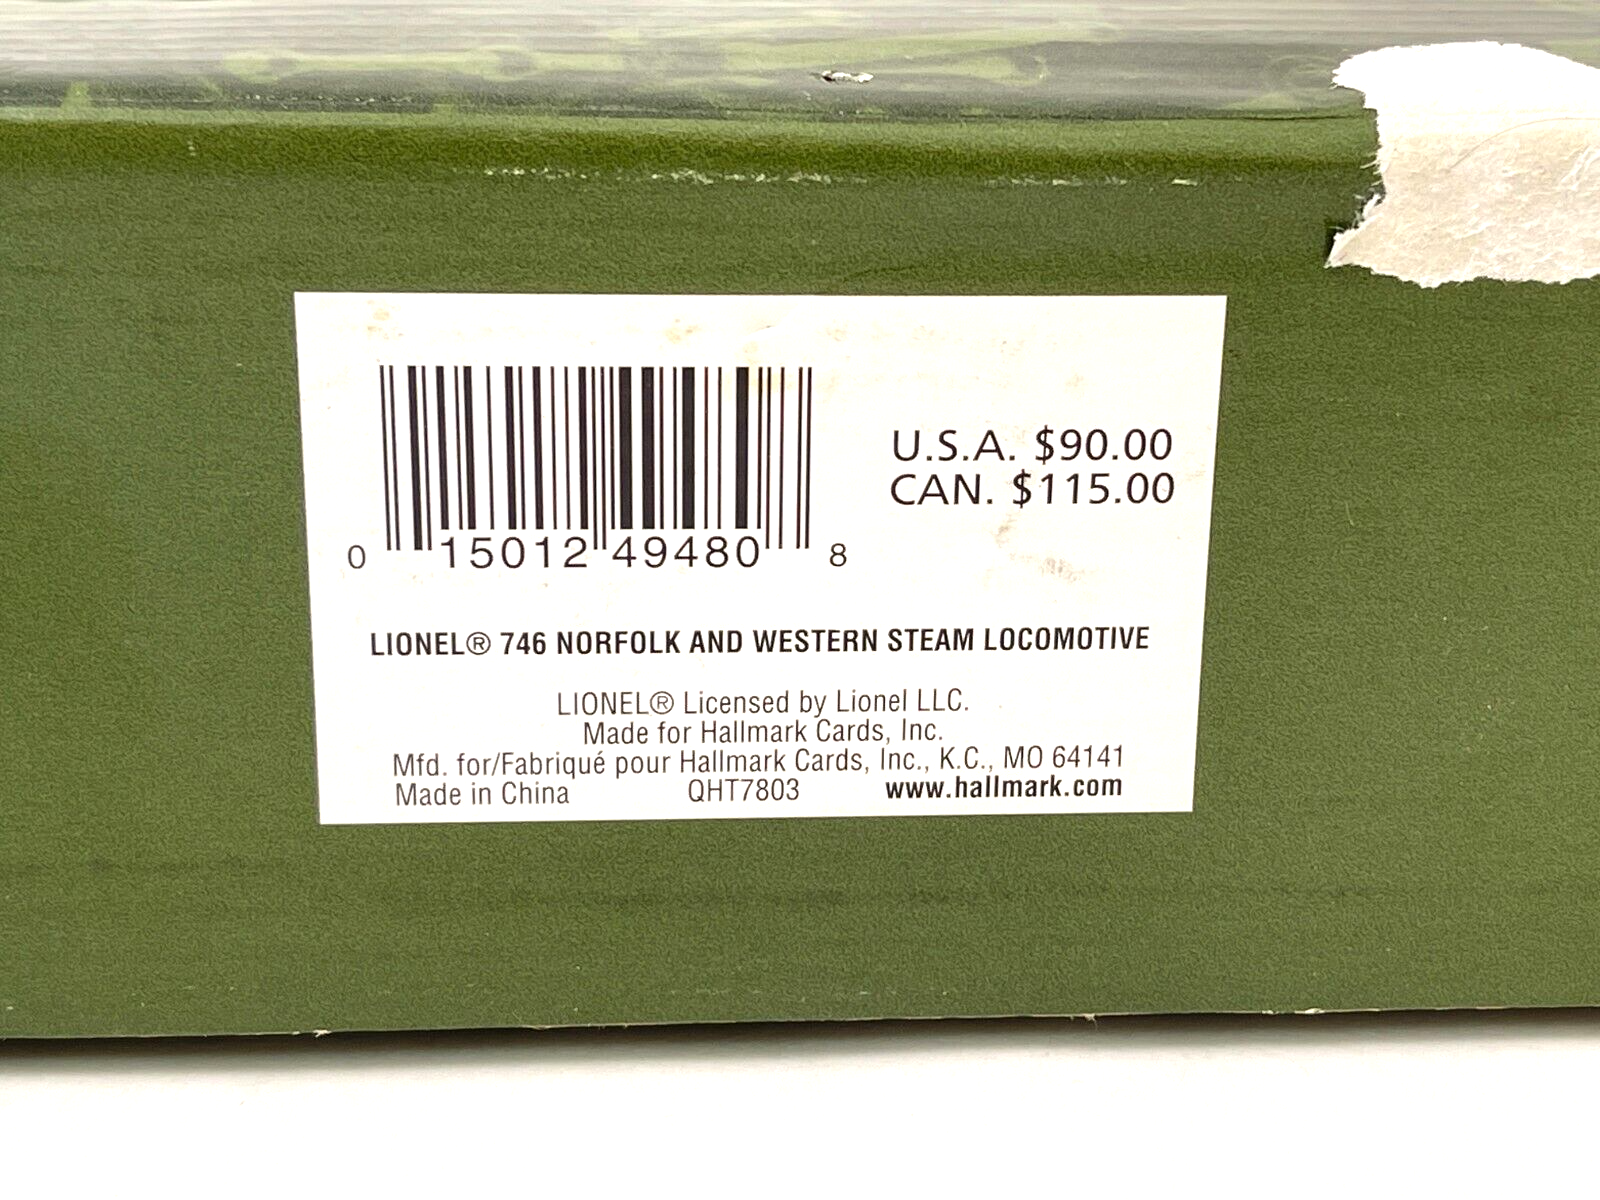 U.S.A. $90.00
CAN. $115.00
0 15012 49480 8
LIONEL® 746 NORFOLK AND WESTERN STEAM LOCOMOTIVE
LIONEL® Licensed by Lionel LLC.
Made for Hallmark Cards, Inc.
Mfd. for/Fabriqué pour Hallmark Cards, Inc., K.C., MO 64141
Made in China QHT7803 www.hallmark.com